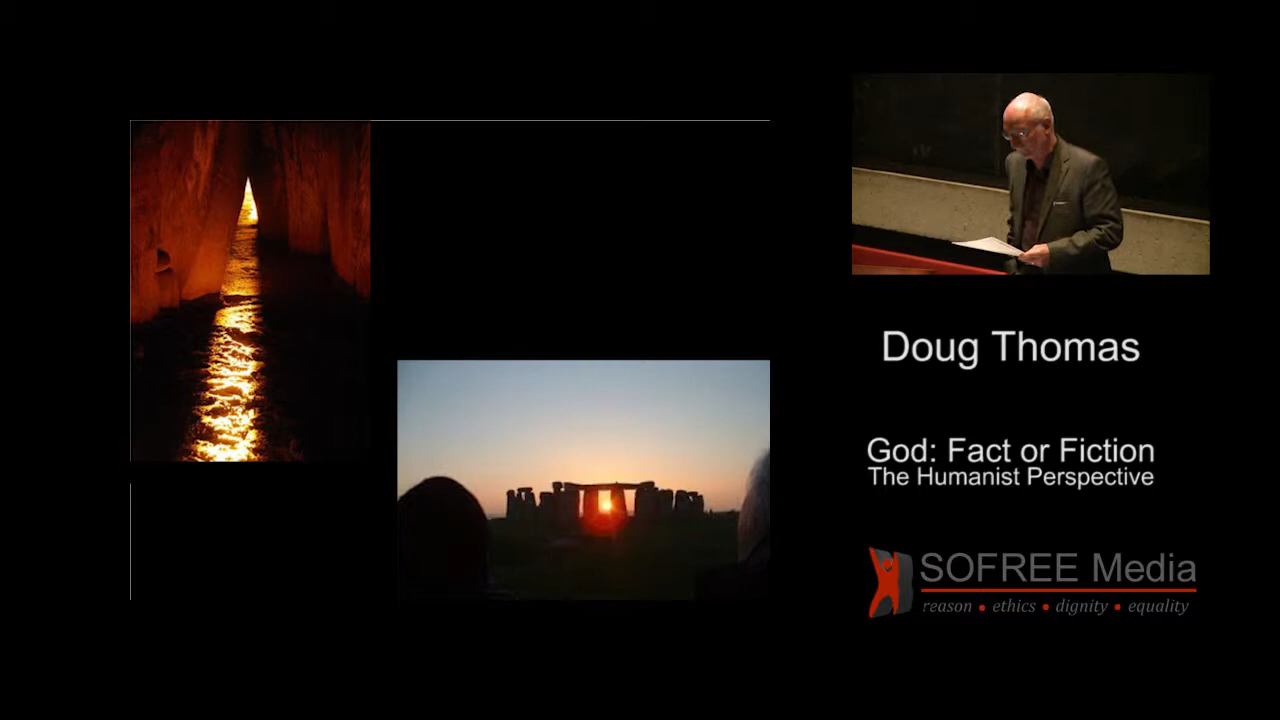 Doug Thomas
God: Fact or Fiction
The Humanist Perspective
SOFREE Media
reason • ethics • dignity • equality